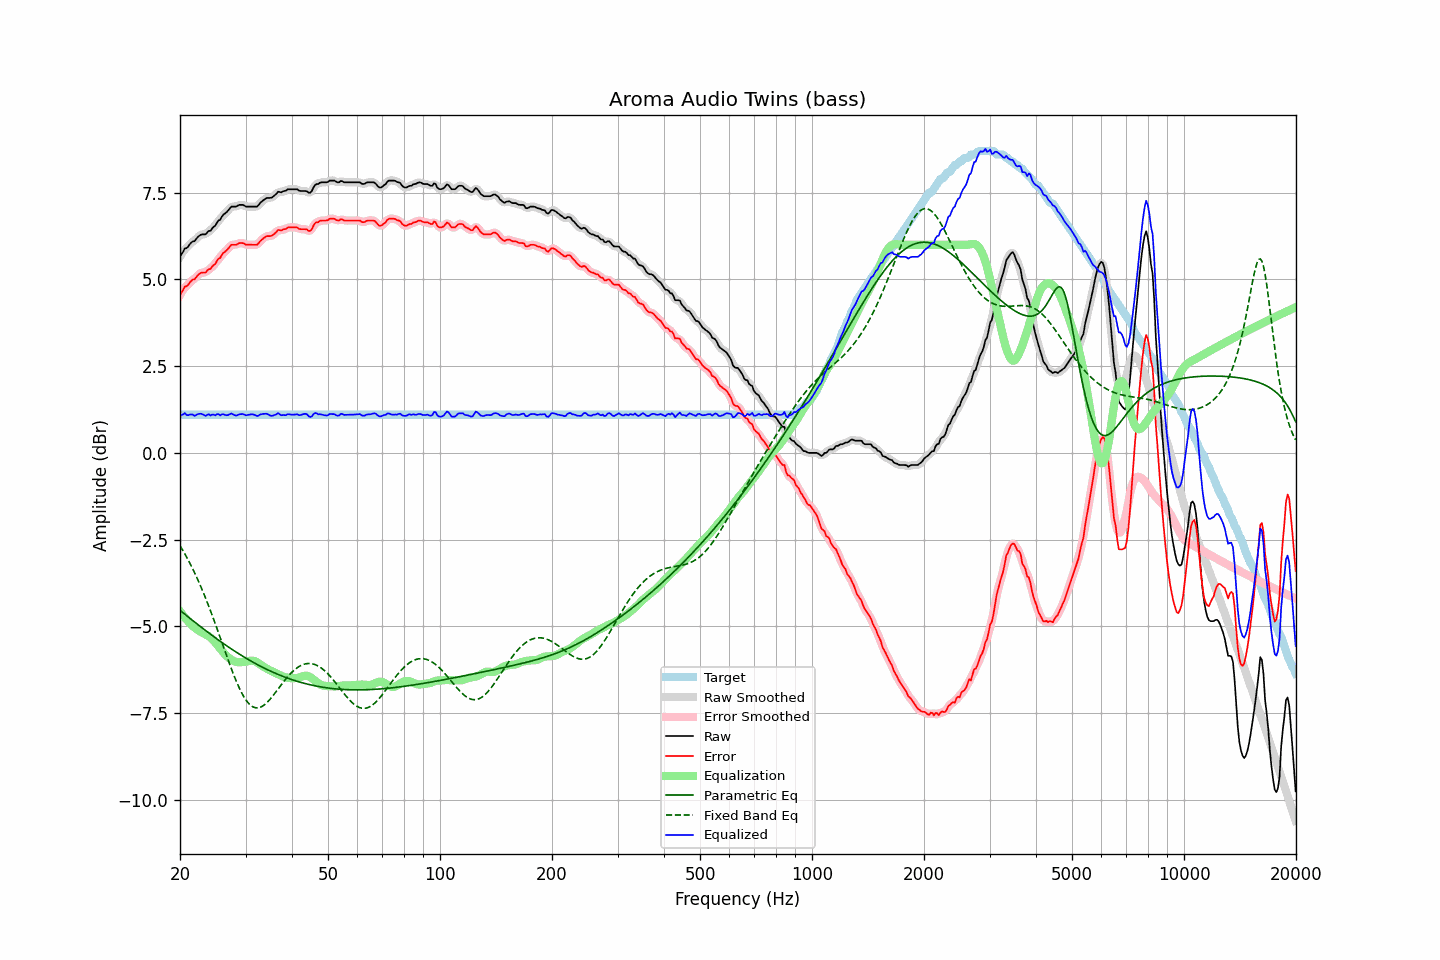 Aroma Audio Twins (bass)
7.5
5.0
2.5
0.0
−2.5
−5.0
−7.5
−10.0
Amplitude (dBr)
Target
Raw Smoothed
Error Smoothed
Raw
Error
Equalization
Parametric Eq
Fixed Band Eq
Equalized
20 50 100 200 500 1000 2000 5000 10000 20000
Frequency (Hz)